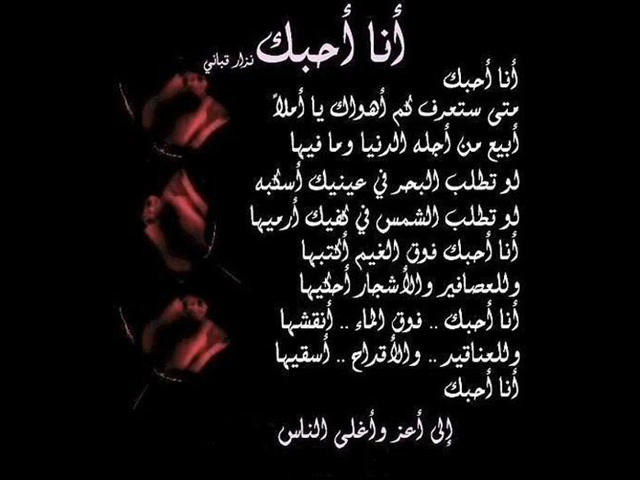 أنا أحبك
نزار قباني
أنا أحبك
متى ستعرف كم أهواك يا أملاً
أبيع من أجله الدنيا وما فيها
لو تطلب البحر في عينيك أسكبه
لو تطلب الشمس في كفيك أرميها
أنا أحبك فوق الغيم أكتبها
وللعصافير والأشجار أحكيها
أنا أحبك .. فوق الماء .. أنقشها
وللعناقيد .. والأقداح .. أسقيها
أنا أحبك
إلى أعز وأغلى الناس